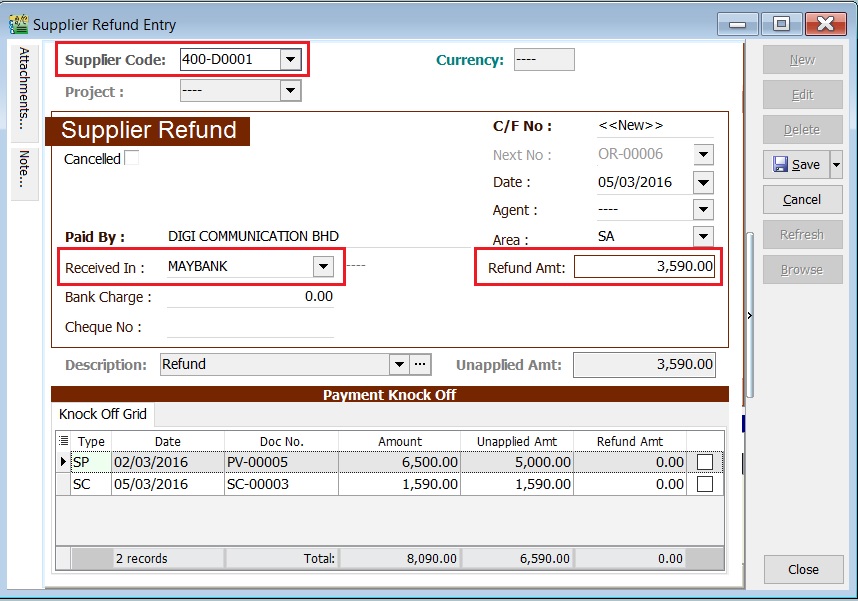 Supplier Refund Entry
Attachments...
Note...
Supplier Code: 400-D0001 Currency: ----
Project : ----
Supplier Refund
Cancelled
C/F No : <<New>>
Next No : OR-00006
Date : 05/03/2016
Agent : ----
Paid By : DIGI COMMUNICATION BHD Area : SA
Received In : MAYBANK ---- Refund Amt: 3,590.00
Bank Charge : 0.00
Cheque No :
Description: Refund ... Unapplied Amt: 3,590.00
Payment Knock Off
Knock Off Grid
Type Date Doc No. Amount Unapplied Amt Refund Amt
SP 02/03/2016 PV-00005 6,500.00 5,000.00 0.00
SC 05/03/2016 SC-00003 1,590.00 1,590.00 0.00
2 records Total: 8,090.00 6,590.00 0.00
New
Edit
Delete
Save
Cancel
Refresh
Browse
Close